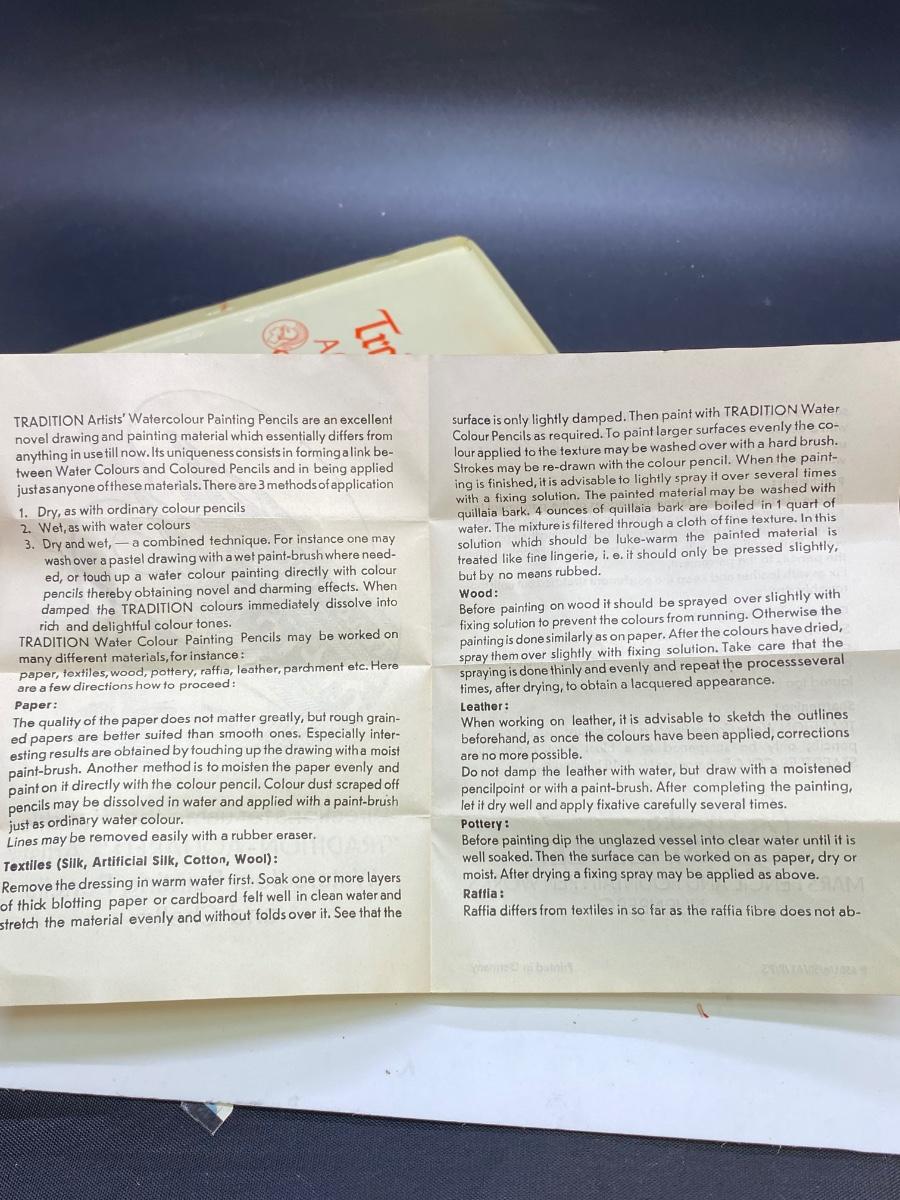 Tra
TRADITION Artists' Watercolour Painting Pencils are an excellent
novel drawing and painting material which essentially differs from
anything in use till now. Its uniqueness consists in forming a link be-
tween Water Colours and Coloured Pencils and in being applied
just as anyone of these materials. There are 3 methods of application
1. Dry, as with ordinary colour pencils
2. Wet, as with water colours
3. Dry and wet, — a combined technique. For instance one may
wash over a pastel drawing with a wet paint-brush where need-
ed, or touch up a water colour painting directly with colour
pencils thereby obtaining novel and charming effects. When
damped the TRADITION colours immediately dissolve into
rich and delightful colour tones.
TRADITION Water Colour Painting Pencils may be worked on
many different materials, for instance:
paper, textiles, wood, pottery, raffia, leather, parchment etc. Here
are a few directions how to proceed:
Paper:
The quality of the paper does not matter greatly, but rough grain-
ed papers are better suited than smooth ones. Especially inter-
esting results are obtained by touching up the drawing with a moist
paint-brush. Another method is to moisten the paper evenly and
paint on it directly with the colour pencil. Colour dust scraped off
pencils may be dissolved in water and applied with a paint-brush
just as ordinary water colour.
Lines may be removed easily with a rubber eraser.
Textiles (Silk, Artificial Silk, Cotton, Wool):
Remove the dressing in warm water first. Soak one or more layers
of thick blotting paper or cardboard felt well in clean water and
stretch the material evenly and without folds over it. See that the
surface is only lightly damped. Then paint with TRADITION Water
Colour Pencils as required. To paint larger surfaces evenly the co-
lour applied to the texture may be washed over with a hard brush.
Strokes may be re-drawn with the colour pencil. When the paint-
ing is finished, it is advisable to lightly spray it over several times
with a fixing solution. The painted material may be washed with
quillaia bark. 4 ounces of quillaia bark are boiled in 1 quart of
water. The mixture is filtered through a cloth of fine texture. In this
solution which should be luke-warm the painted material is
treated like fine lingerie, i. e. it should only be pressed slightly,
but by no means rubbed.
Wood:
Before painting on wood it should be sprayed over slightly with
fixing solution to prevent the colours from running. Otherwise the
painting is done similarly as on paper. After the colours have dried,
spray them over slightly with fixing solution. Take care that the
spraying is done thinly and evenly and repeat the process several
times, after drying, to obtain a lacquered appearance.
Leather:
When working on leather, it is advisable to sketch the outlines
beforehand, as once the colours have been applied, corrections
are no more possible.
Do not damp the leather with water, but draw with a moistened
pencilpoint or with a paint-brush. After completing the painting,
let it dry well and apply fixative carefully several times.
Pottery:
Before painting dip the unglazed vessel into clear water until it is
well soaked. Then the surface can be worked on as paper, dry or
moist. After drying a fixing spray may be applied as above.
Raffia:
Raffia differs from textiles in so far as the raffia fibre does not ab-
Printed in Germany